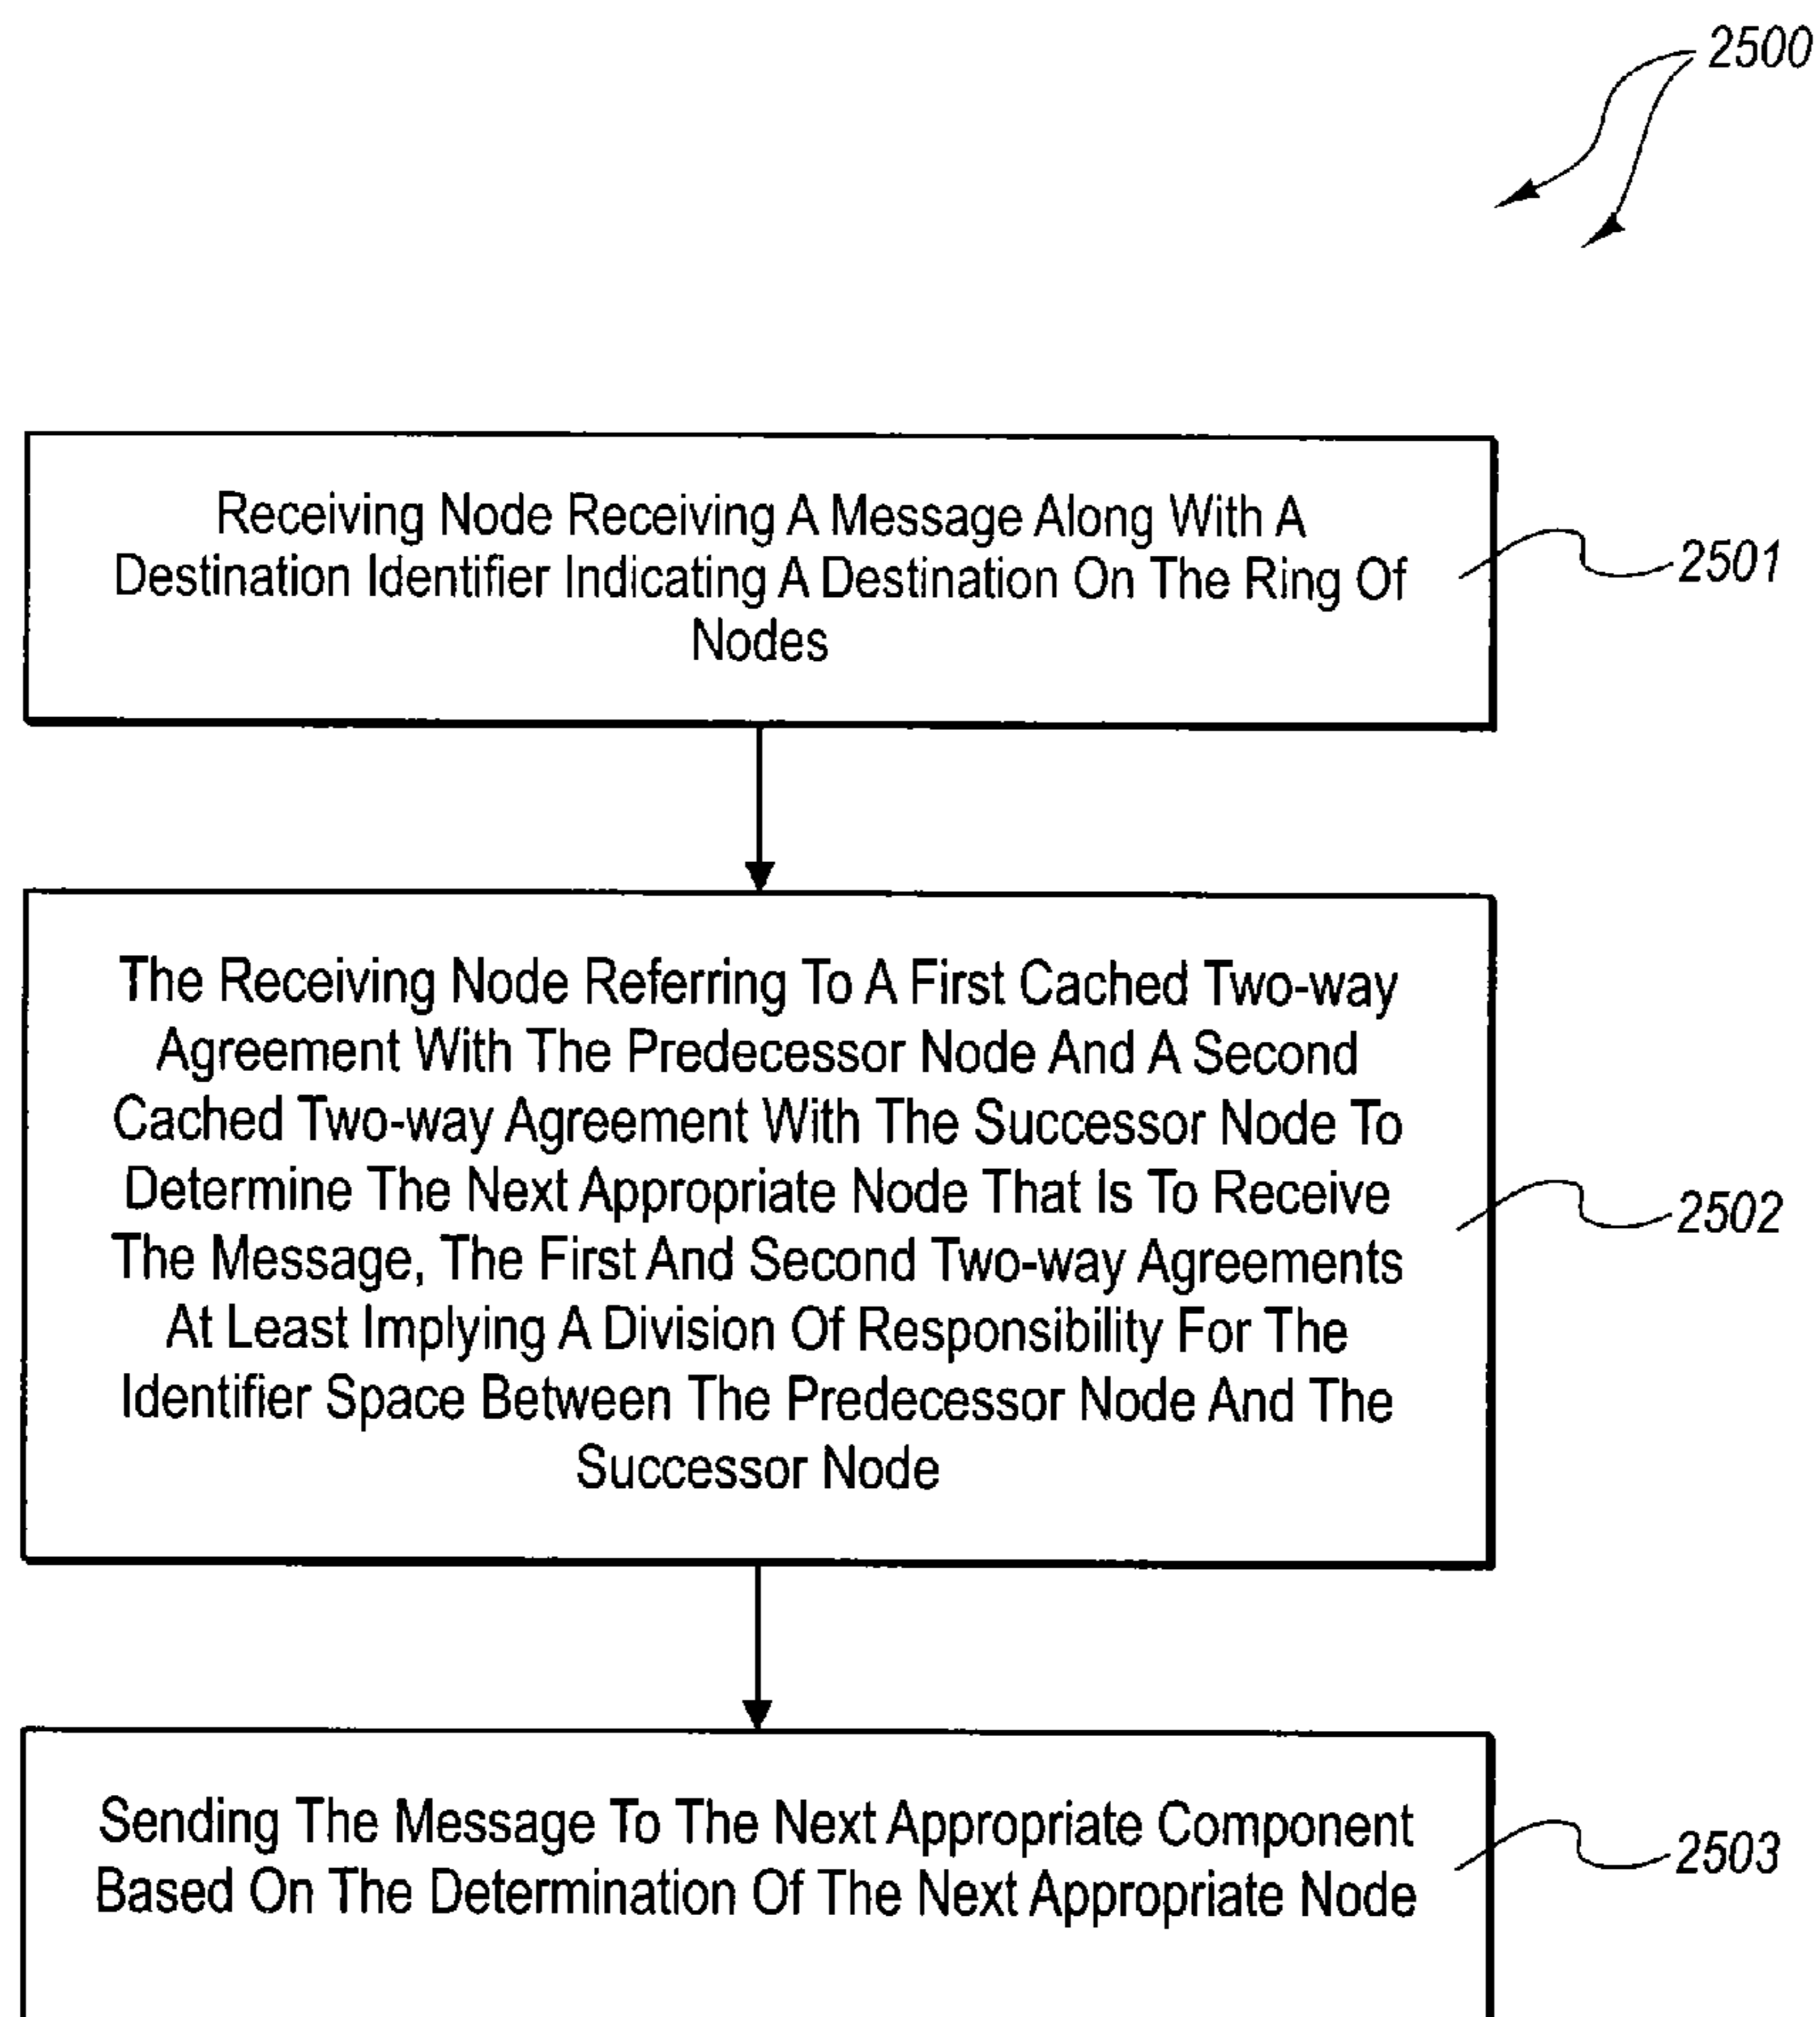 2500
Receiving Node Receiving A Message Along With A
Destination Identifier Indicating A Destination On The Ring Of
Nodes
2501
The Receiving Node Referring To A First Cached Two-way
Agreement With The Predecessor Node And A Second
Cached Two-way Agreement With The Successor Node To
Determine The Next Appropriate Node That Is To Receive
The Message, The First And Second Two-way Agreements
At Least Implying A Division Of Responsibility For The
Identifier Space Between The Predecessor Node And The
Successor Node
2502
Sending The Message To The Next Appropriate Component
Based On The Determination Of The Next Appropriate Node
2503